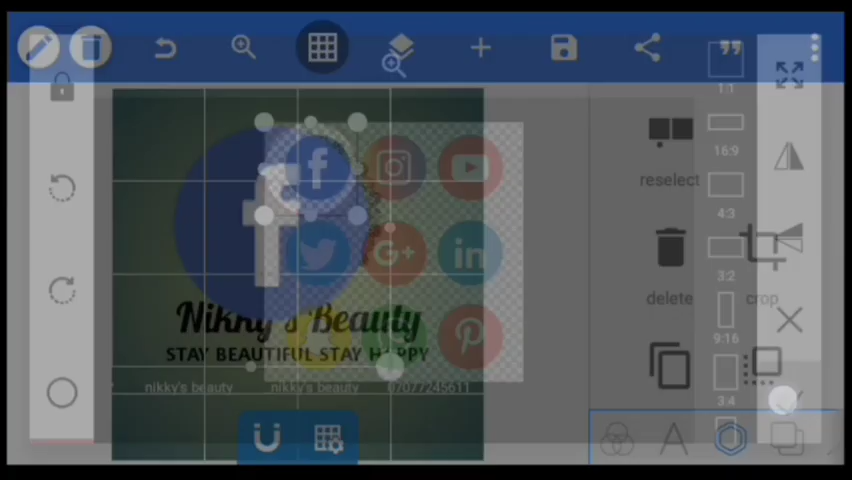 1:1
16:9
reselect
4:3
3:2
delete
crop
9:16
Nikky's Beauty
STAY BEAUTIFUL STAY HAPPY
nikky's beauty
nikky's beauty
07077245611
3:4